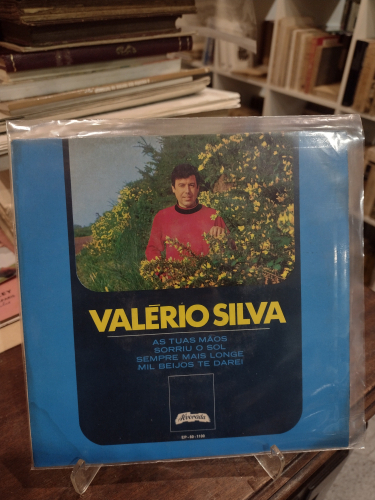 VALÉRIO SILVA
AS TUAS MÃOS
SORRIU O SOL
SEMPRE MAIS LONGE
MIL BEIJOS TE DAREI
Alvorada